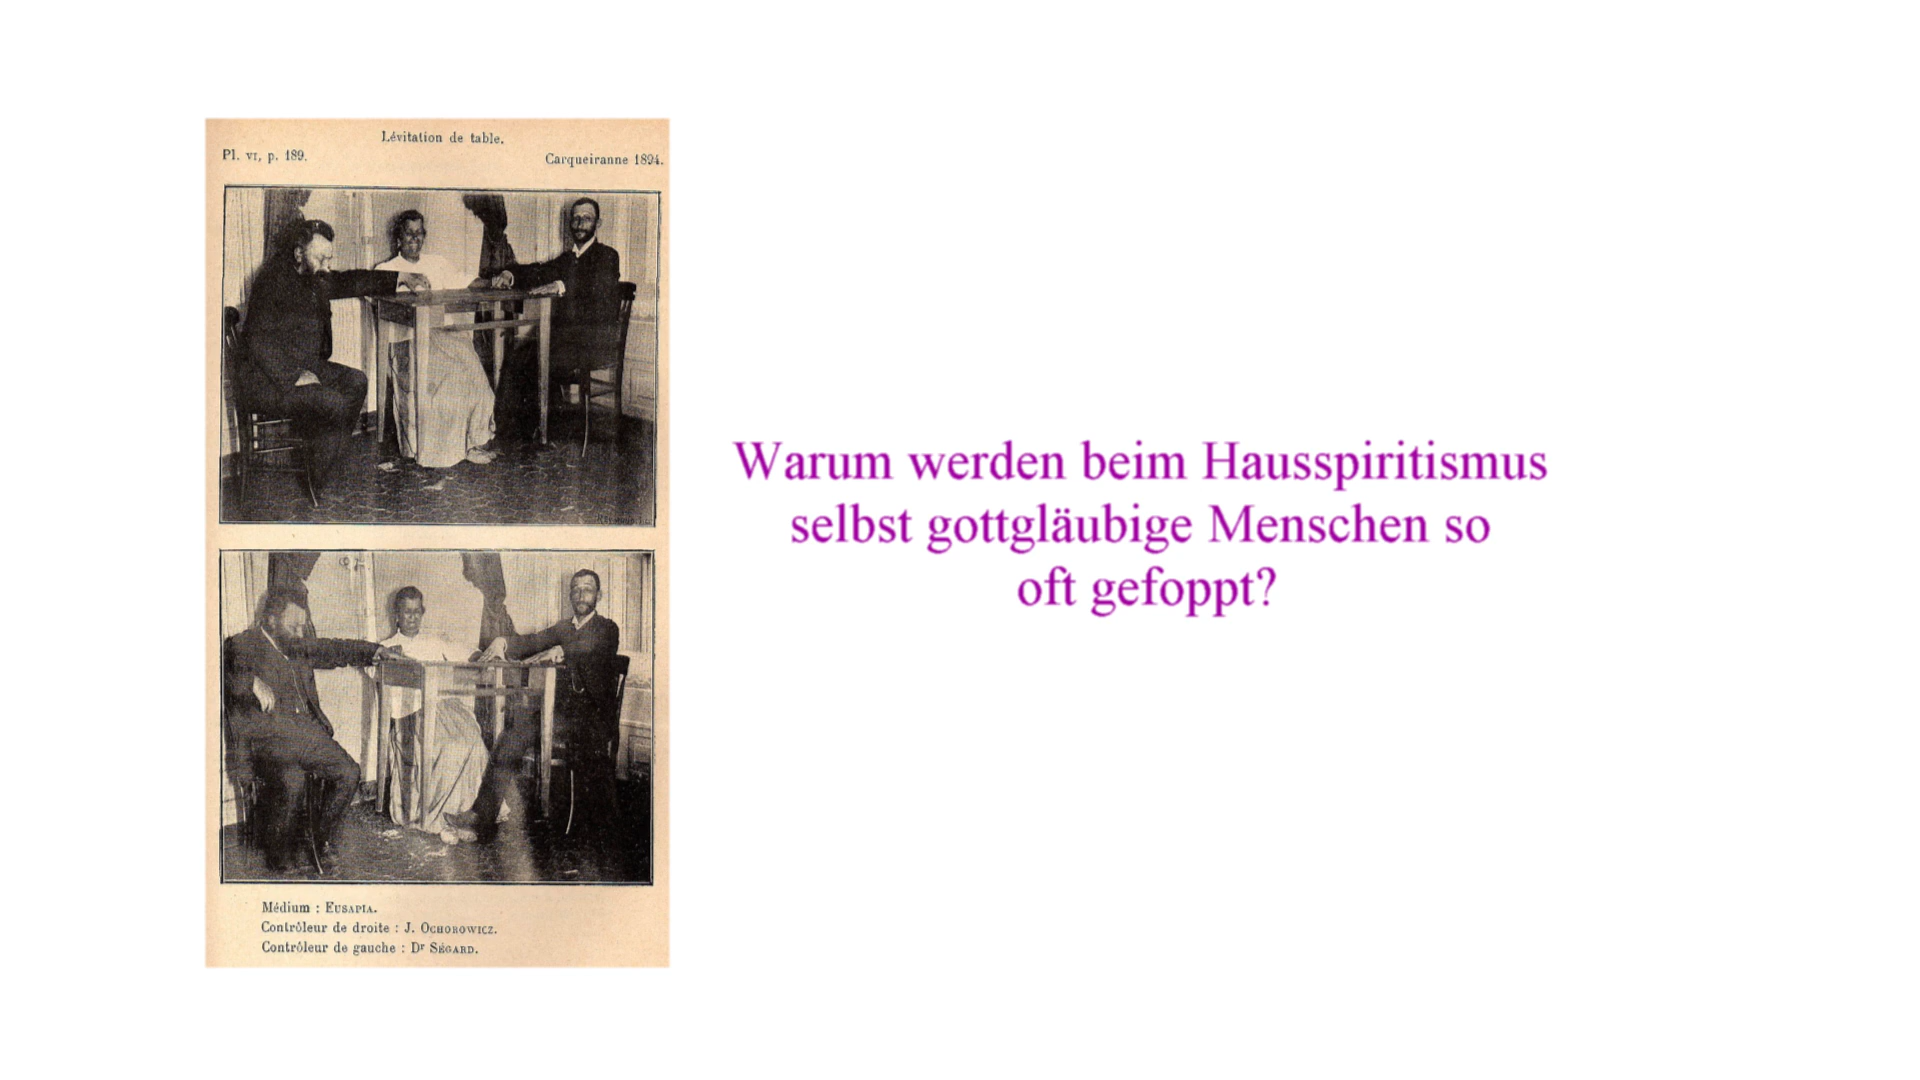 Lévitation de table.
Pl. VI, p. 189.
Carqueiranne 1894.
Warum werden beim Hausspiritismus
selbst gottgläubige Menschen so
oft gefoppt?
Médium : EUSAPIA.
Contrôleur de droite : J. OCHOROWICZ.
Contrôleur de gauche : Dr SÉGARD.